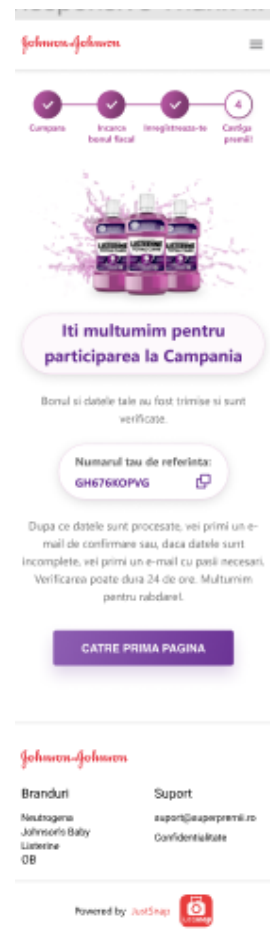 Johnson & Johnson
4
Cumpara
Incarca
bonul fiscal
Inregistreaza-te
Castiga
premii!
LISTERINE
LISTERINE
LISTERINE
Iti multumim pentru
participarea la Campania
Bonul si datele tale au fost trimise si sunt
verificate.
Numarul tau de referinta:
GH676KOPVG
Dupa ce datele sunt procesate, vei primi un e-
mail de confirmare sau, daca datele sunt
incomplete, vei primi un e-mail cu pasii necesari.
Verificarea poate dura 24 de ore. Multumim
pentru rabdare!.
CATRE PRIMA PAGINA
Johnson & Johnson
Branduri
Suport
Neutrogena
suport@superpremii.ro
Johnson's Baby
Confidentialitate
Listerine
OB
Powered by JustSnap